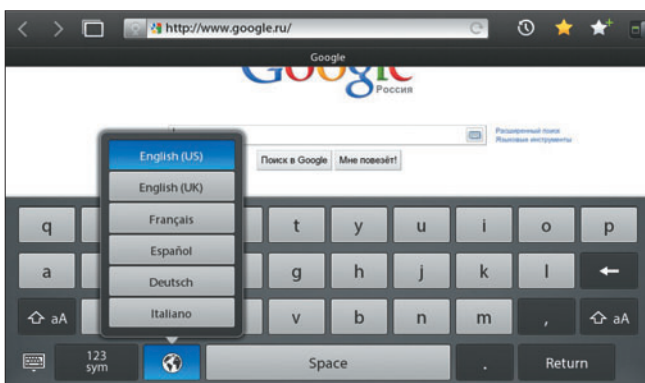 http://www.google.ru/
Google
Google
Россия
Расширенный поиск
Языковые инструменты
Поиск в Google Мне повезёт!
English (US)
English (UK)
Français
Español
Deutsch
Italiano
q t y u i o p
a g h j k l
aA v b n m , aA
123
sym
Space . Return